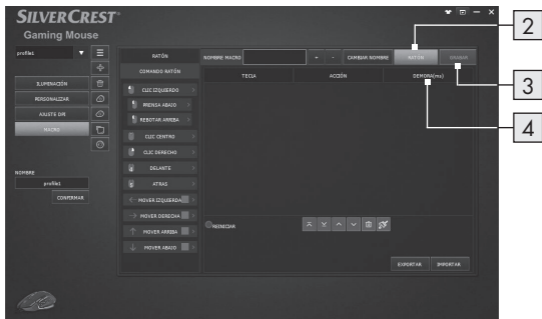 SILVERCREST®
Gaming Mouse
profile1
ILUMINACIÓN
PERSONALIZAR
AJUSTE DPI
MACRO
NOMBRE
profile1
CONFIRMAR
RATÓN
COMANDO RATÓN
CLIC IZQUIERDO
PRENSA ABAJO
REBOTAR ARRIBA
CLIC CENTRO
CLIC DERECHO
DELANTE
ATRAS
MOVER IZQUIERDA
MOVER DERECHA
MOVER ARRIBA
MOVER ABAJO
NOMBRE MACRO
+ - CAMBIAR NOMBRE RATÓN
TECLA ACCIÓN DEMORA(ms)
REINICIAR
EXPORTAR IMPORTAR
2
3
4